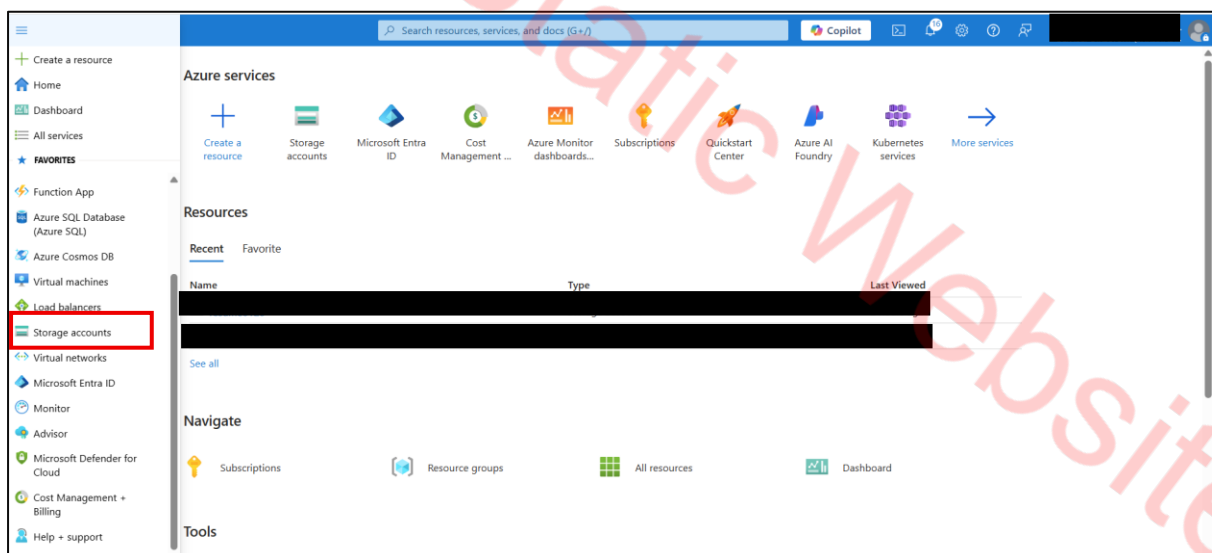 Search resources, services, and docs (G+/)
Copilot
16
Create a resource
Home
Dashboard
All services
FAVORITES
Function App
Azure SQL Database
(Azure SQL)
Azure Cosmos DB
Virtual machines
Load balancers
Storage accounts
Virtual networks
Microsoft Entra ID
Monitor
Advisor
Microsoft Defender for
Cloud
Cost Management +
Billing
Help + support
Azure services
Create a
resource
Storage
accounts
Microsoft Entra
ID
Cost
Management ...
Azure Monitor
dashboards...
Subscriptions
Quickstart
Center
Azure AI
Foundry
Kubernetes
services
More services
Resources
Recent Favorite
Name Type Last Viewed
See all
Navigate
Subscriptions Resource groups All resources Dashboard
Tools
tatic Website